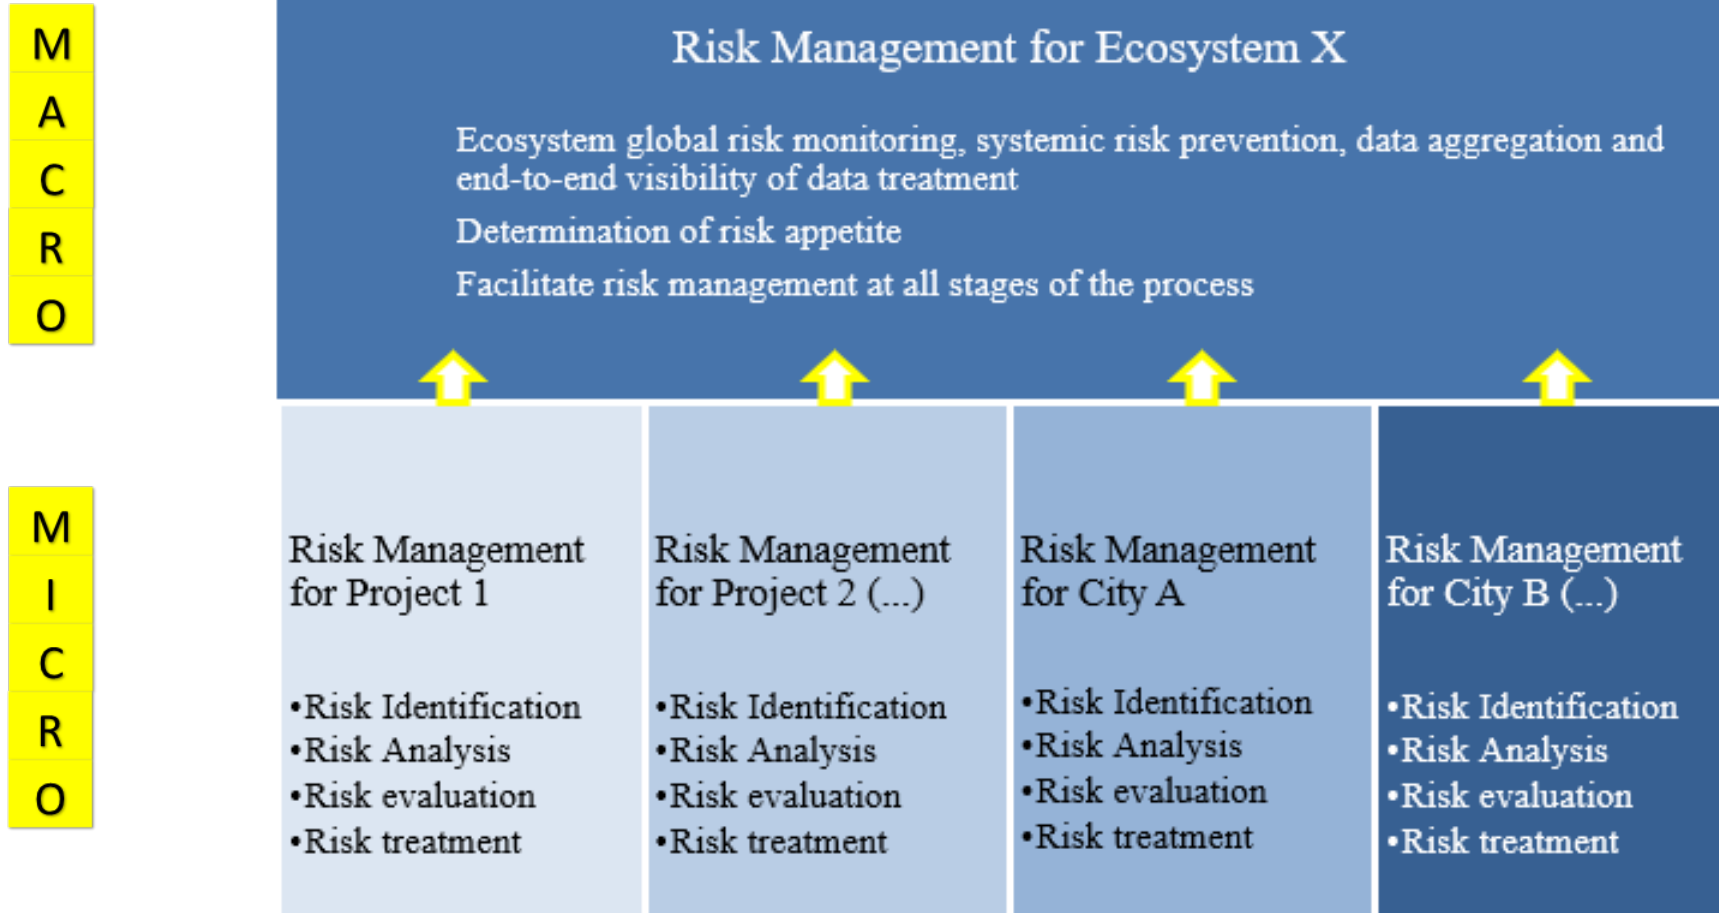 M
A
C
R
O
Risk Management for Ecosystem X
Ecosystem global risk monitoring, systemic risk prevention, data aggregation and
end-to-end visibility of data treatment
Determination of risk appetite
Facilitate risk management at all stages of the process
M
I
C
R
O
Risk Management
for Project 1
•Risk Identification
•Risk Analysis
•Risk evaluation
•Risk treatment
Risk Management
for Project 2 (...)
•Risk Identification
•Risk Analysis
•Risk evaluation
•Risk treatment
Risk Management
for City A
•Risk Identification
•Risk Analysis
•Risk evaluation
•Risk treatment
Risk Management
for City B (...)
•Risk Identification
•Risk Analysis
•Risk evaluation
•Risk treatment